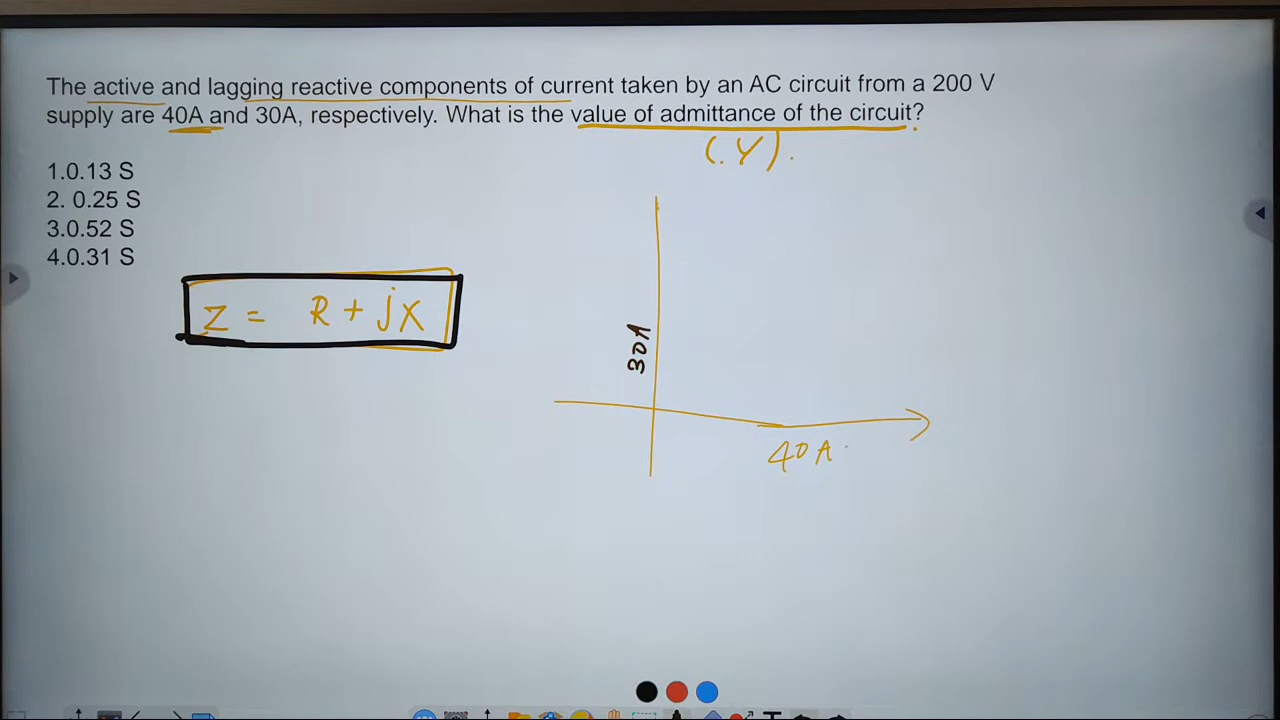 The active and lagging reactive components of current taken by an AC circuit from a 200 V
supply are 40A and 30A, respectively. What is the value of admittance of the circuit?
(.Y).
1.0.13 S
2. 0.25 S
3.0.52 S
4.0.31 S
Z = R + jX
30A
40A